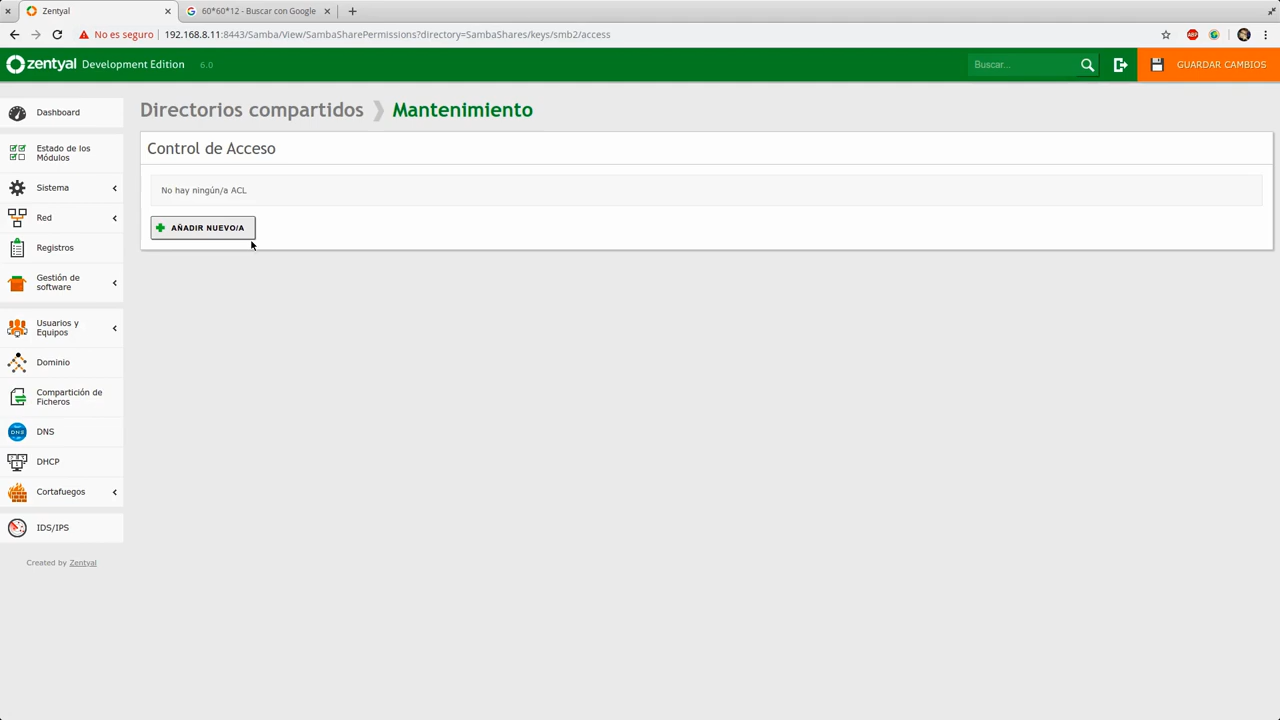 Zentyal
60*60*12 - Buscar con Google
No es seguro
192.168.8.11:8443/Samba/View/SambaSharePermissions?directory=SambaShares/keys/smb2/access
ABP
zentyal Development Edition 6.0
Buscar...
GUARDAR CAMBIOS
Dashboard
Estado de los
Módulos
Sistema
Red
Registros
Gestión de
software
Usuarios y
Equipos
Dominio
Compartición de
Ficheros
DNS
DNS
DHCP
Cortafuegos
IDS/IPS
Created by Zentyal
Directorios compartidos
Mantenimiento
Control de Acceso
No hay ningún/a ACL
AÑADIR NUEVO/A